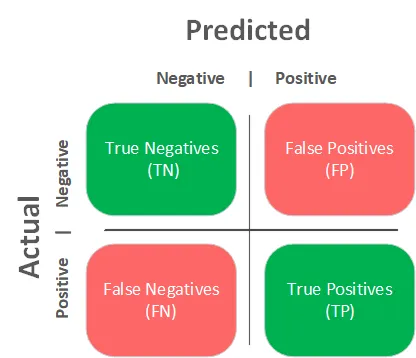 Predicted
Negative | Positive
Actual
Positive | Negative
True Negatives
(TN)
False Positives
(FP)
False Negatives
(FN)
True Positives
(TP)